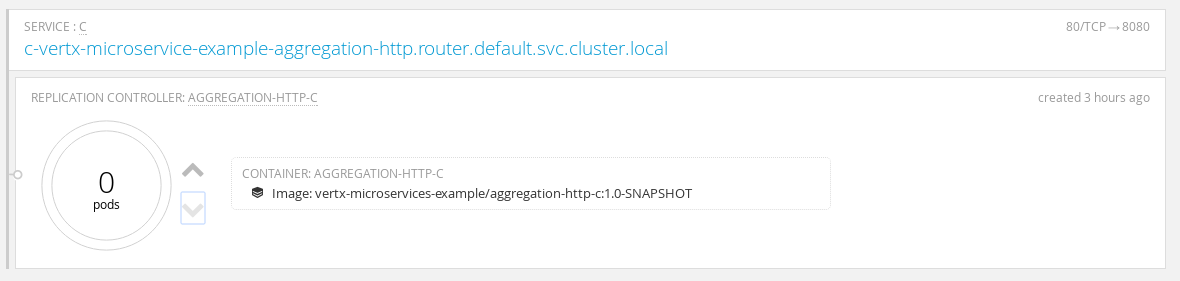 SERVICE : C
80/TCP → 8080
c-vertx-microservice-example-aggregation-http.router.default.svc.cluster.local
REPLICATION CONTROLLER: AGGREGATION-HTTP-C
created 3 hours ago
0
pods
CONTAINER: AGGREGATION-HTTP-C
Image: vertx-microservices-example/aggregation-http-c:1.0-SNAPSHOT